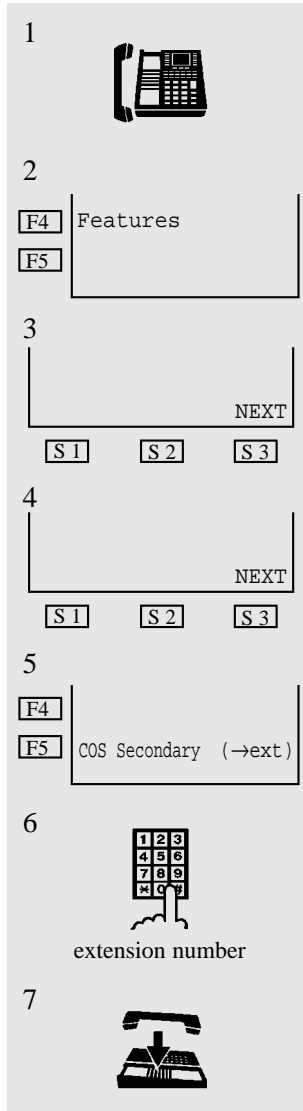 1
2
F4 Features
F5
3
NEXT
S 1 S 2 S 3
4
NEXT
S 1 S 2 S 3
5
F4
F5 COS Secondary (→ext)
6
1 2 3
4 5 6
7 8 9
* 0 #
extension number
7